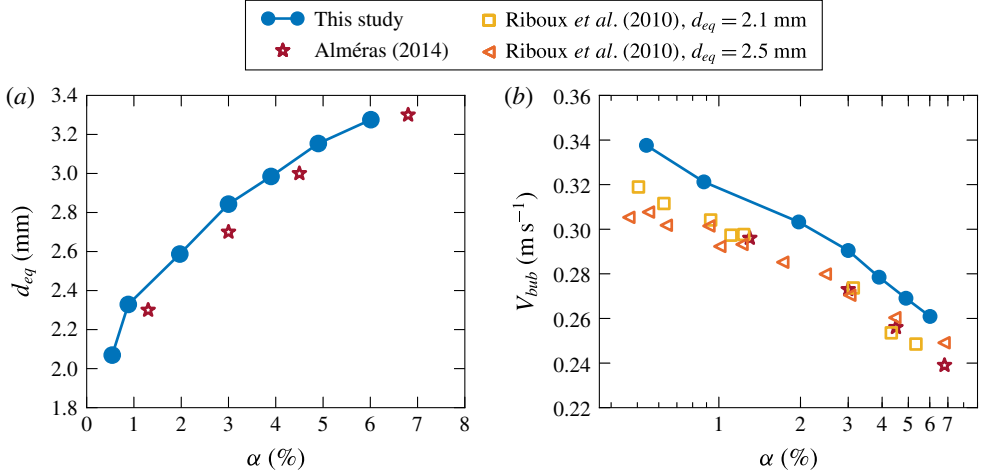 This study
Riboux et al. (2010), d_eq = 2.1 mm
Alméras (2014)
Riboux et al. (2010), d_eq = 2.5 mm
(a)
3.4
3.2
3.0
2.8
2.6
2.4
2.2
2.0
1.8
d_eq (mm)
0 1 2 3 4 5 6 7 8
α (%)
(b)
0.36
0.34
0.32
0.30
0.28
0.26
0.24
0.22
V_bub (m s⁻¹)
1 2 3 4 5 6 7
α (%)